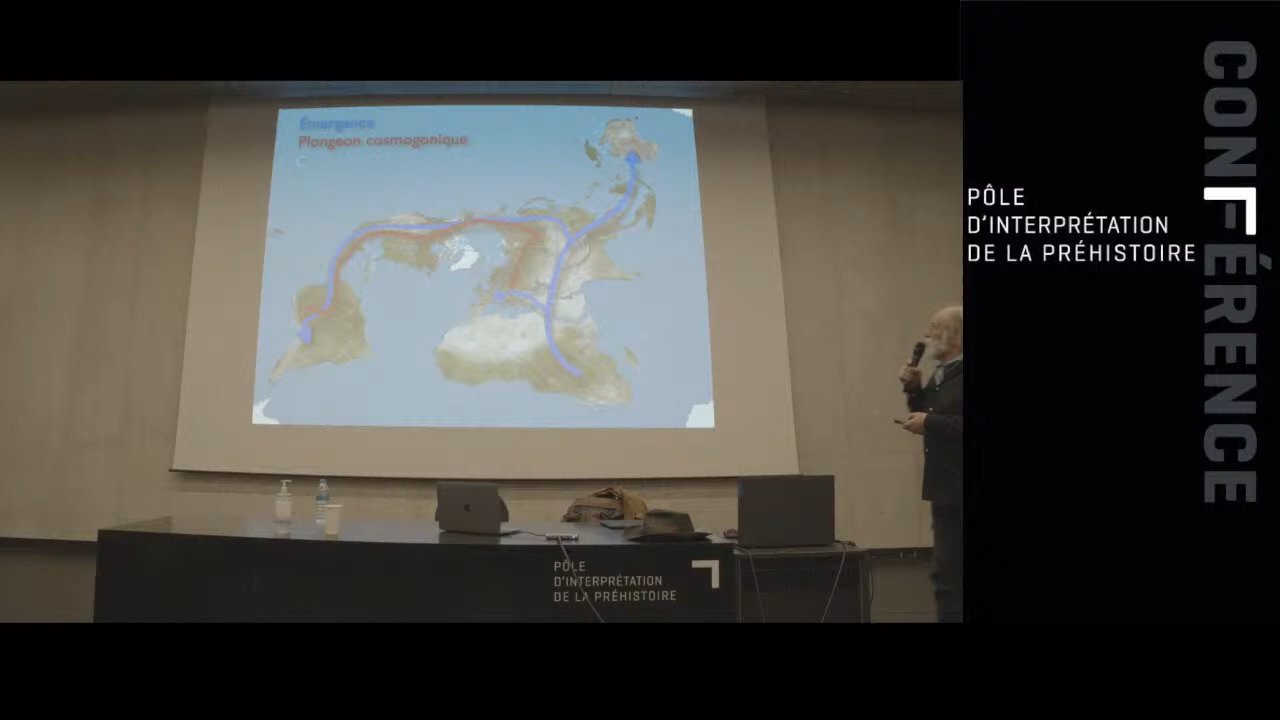 Émergence
Plongeon cosmogonique
PÔLE
D'INTERPRÉTATION
DE LA PRÉHISTOIRE
CONFÉRENCE
PÔLE
D'INTERPRÉTATION
DE LA PRÉHISTOIRE